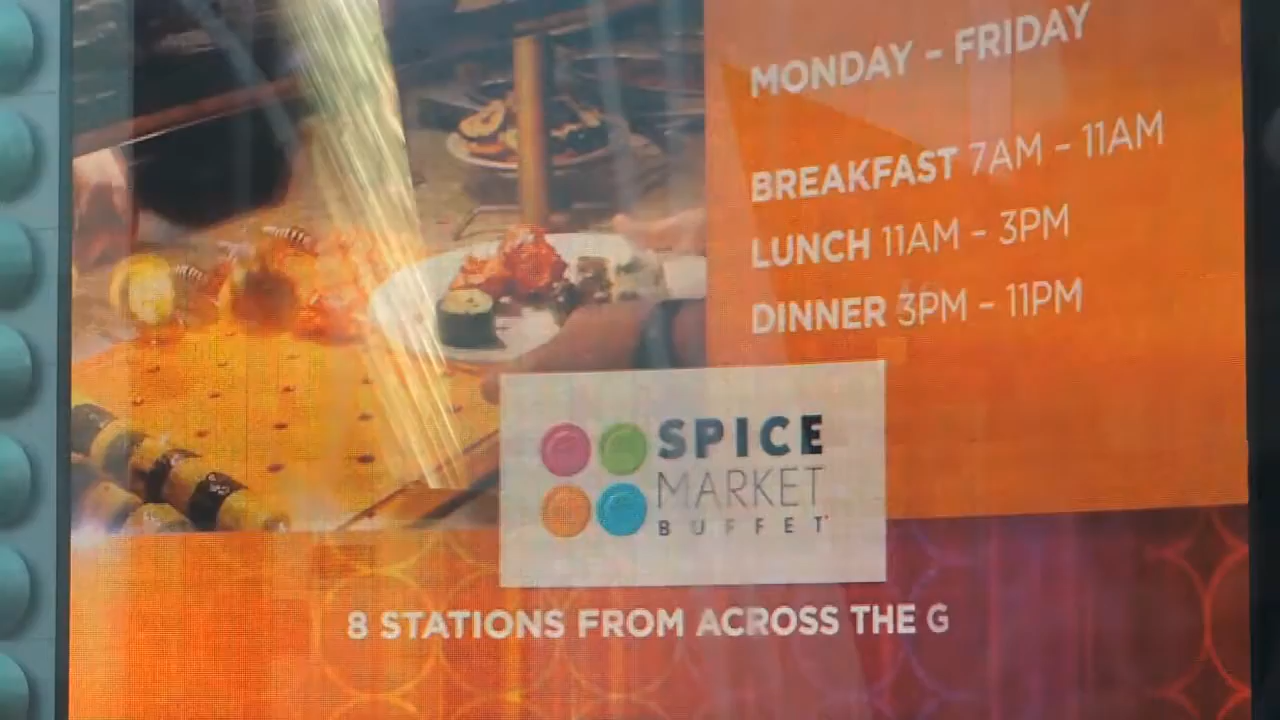 MONDAY - FRIDAY
BREAKFAST 7AM - 11AM
LUNCH 11AM - 3PM
DINNER 3PM - 11PM
SPICE
MARKET
BUFFET
8 STATIONS FROM ACROSS THE G